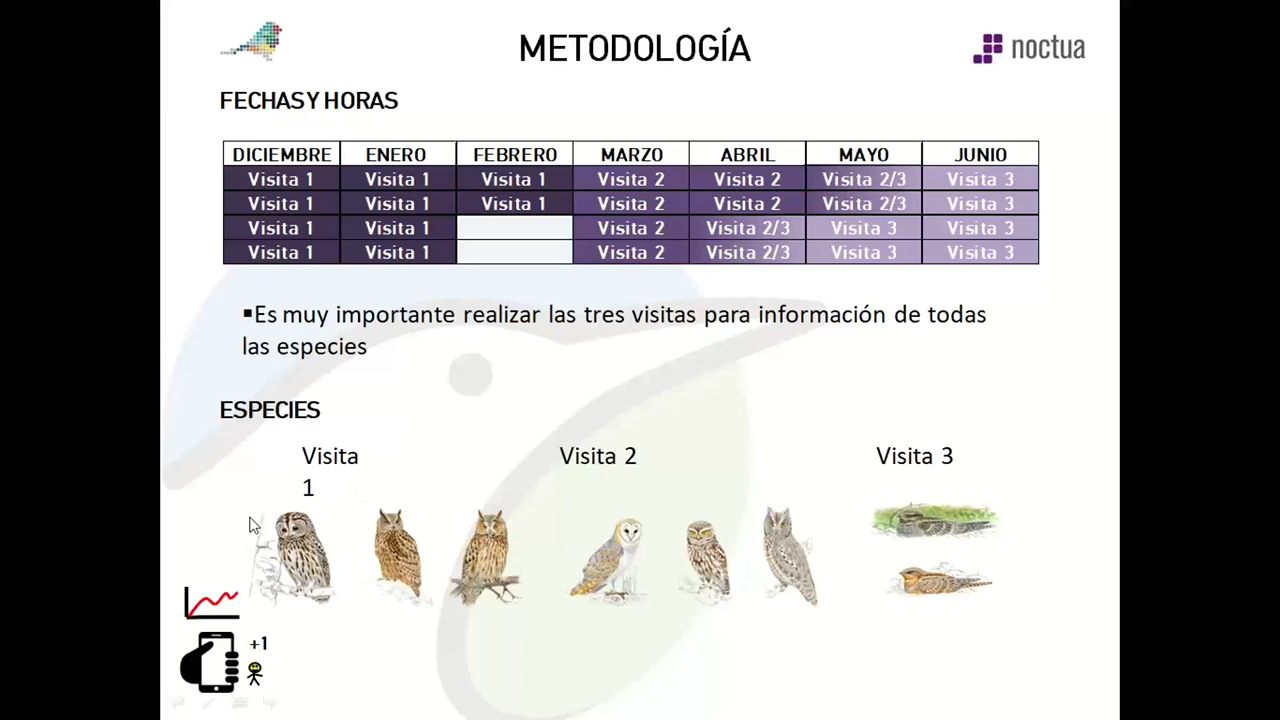 METODOLOGÍA
noctua
FECHAS Y HORAS
DICIEMBRE ENERO FEBRERO MARZO ABRIL MAYO JUNIO
Visita 1 Visita 1 Visita 1 Visita 2 Visita 2 Visita 2/3 Visita 3
Visita 1 Visita 1 Visita 1 Visita 2 Visita 2 Visita 2/3 Visita 3
Visita 1 Visita 1 Visita 2 Visita 2/3 Visita 3 Visita 3
Visita 1 Visita 1 Visita 2 Visita 2/3 Visita 3 Visita 3
▪Es muy importante realizar las tres visitas para información de todas
las especies
ESPECIES
Visita
1
Visita 2
Visita 3
+1